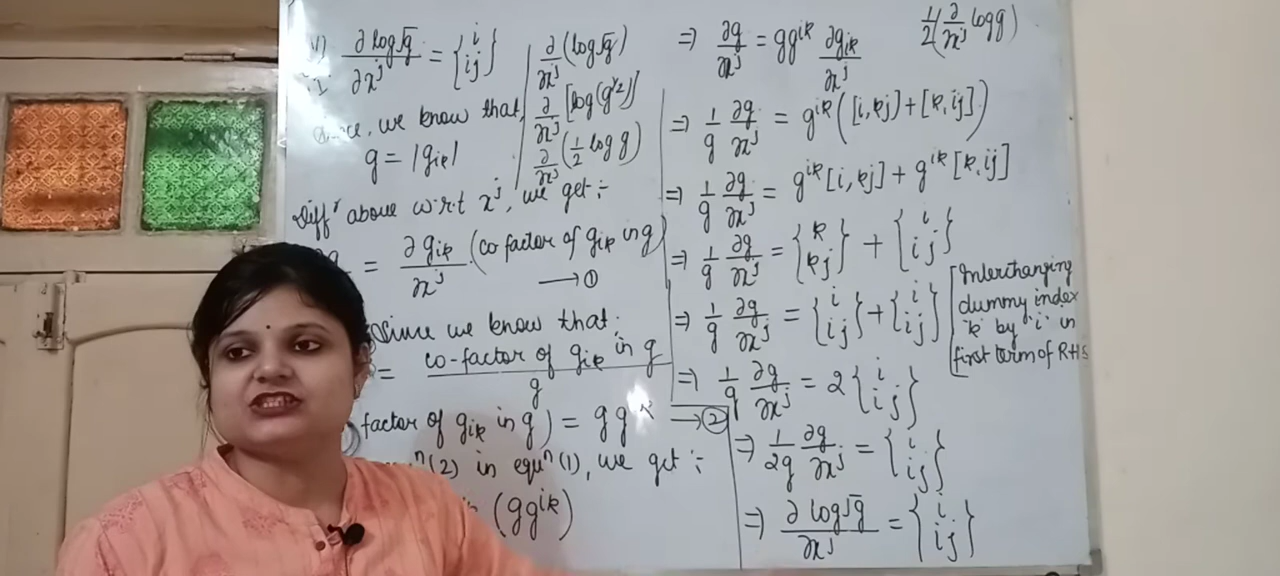 ∂ log√g / ∂x^j = {i ij}
Since, we know that,
g = |g_ik|
Diff^r above w.r.t x^j, we get :-
= ∂g_ik / ∂x^j . (co factor of g_ik in g)
→ ①
Since we know that,
= co-factor of g_ik in g / g
factor of g_ik in g) = g g^ik → ②
(2) in equ^n (1), we get :-
(g g^ik)
∂/∂x^j (log√g)
∂/∂x^j [log(g^1/2)]
∂/∂x^j (1/2 log g)
⇒ ∂g/∂x^j = g g^ik ∂g_ik/∂x^j
1/2 (∂/∂x^j log g)
⇒ 1/g ∂g/∂x^j = g^ik ([i, kj] + [k, ij])
⇒ 1/g ∂g/∂x^j = g^ik [i, kj] + g^ik [k, ij]
⇒ 1/g ∂g/∂x^j = {k kj} + {i ij}
⇒ 1/g ∂g/∂x^j = {i ij} + {i ij}
[Interchanging
dummy index
'k' by 'i' in
first term of RHS
⇒ 1/g ∂g/∂x^j = 2 {i ij}
⇒ 1/2g ∂g/∂x^j = {i ij}
⇒ ∂ log√g / ∂x^j = {i ij}